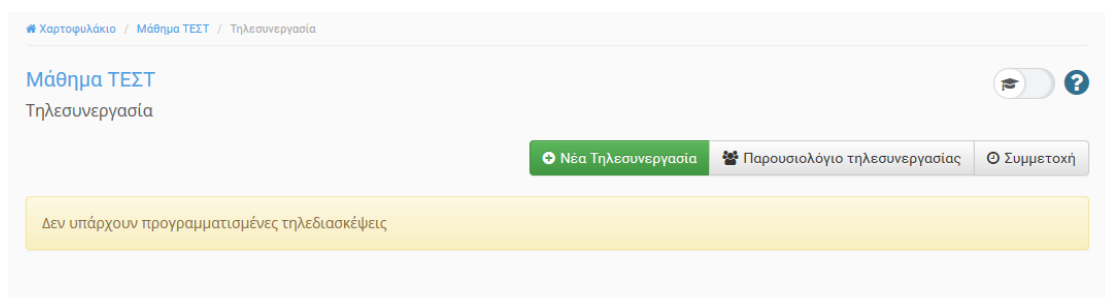 Χαρτοφυλάκιο / Μάθημα ΤΕΣΤ / Τηλεσυνεργασία
Μάθημα ΤΕΣΤ
Τηλεσυνεργασία
Νέα Τηλεσυνεργασία Παρουσιολόγιο τηλεσυνεργασίας Συμμετοχή
Δεν υπάρχουν προγραμματισμένες τηλεδιασκέψεις